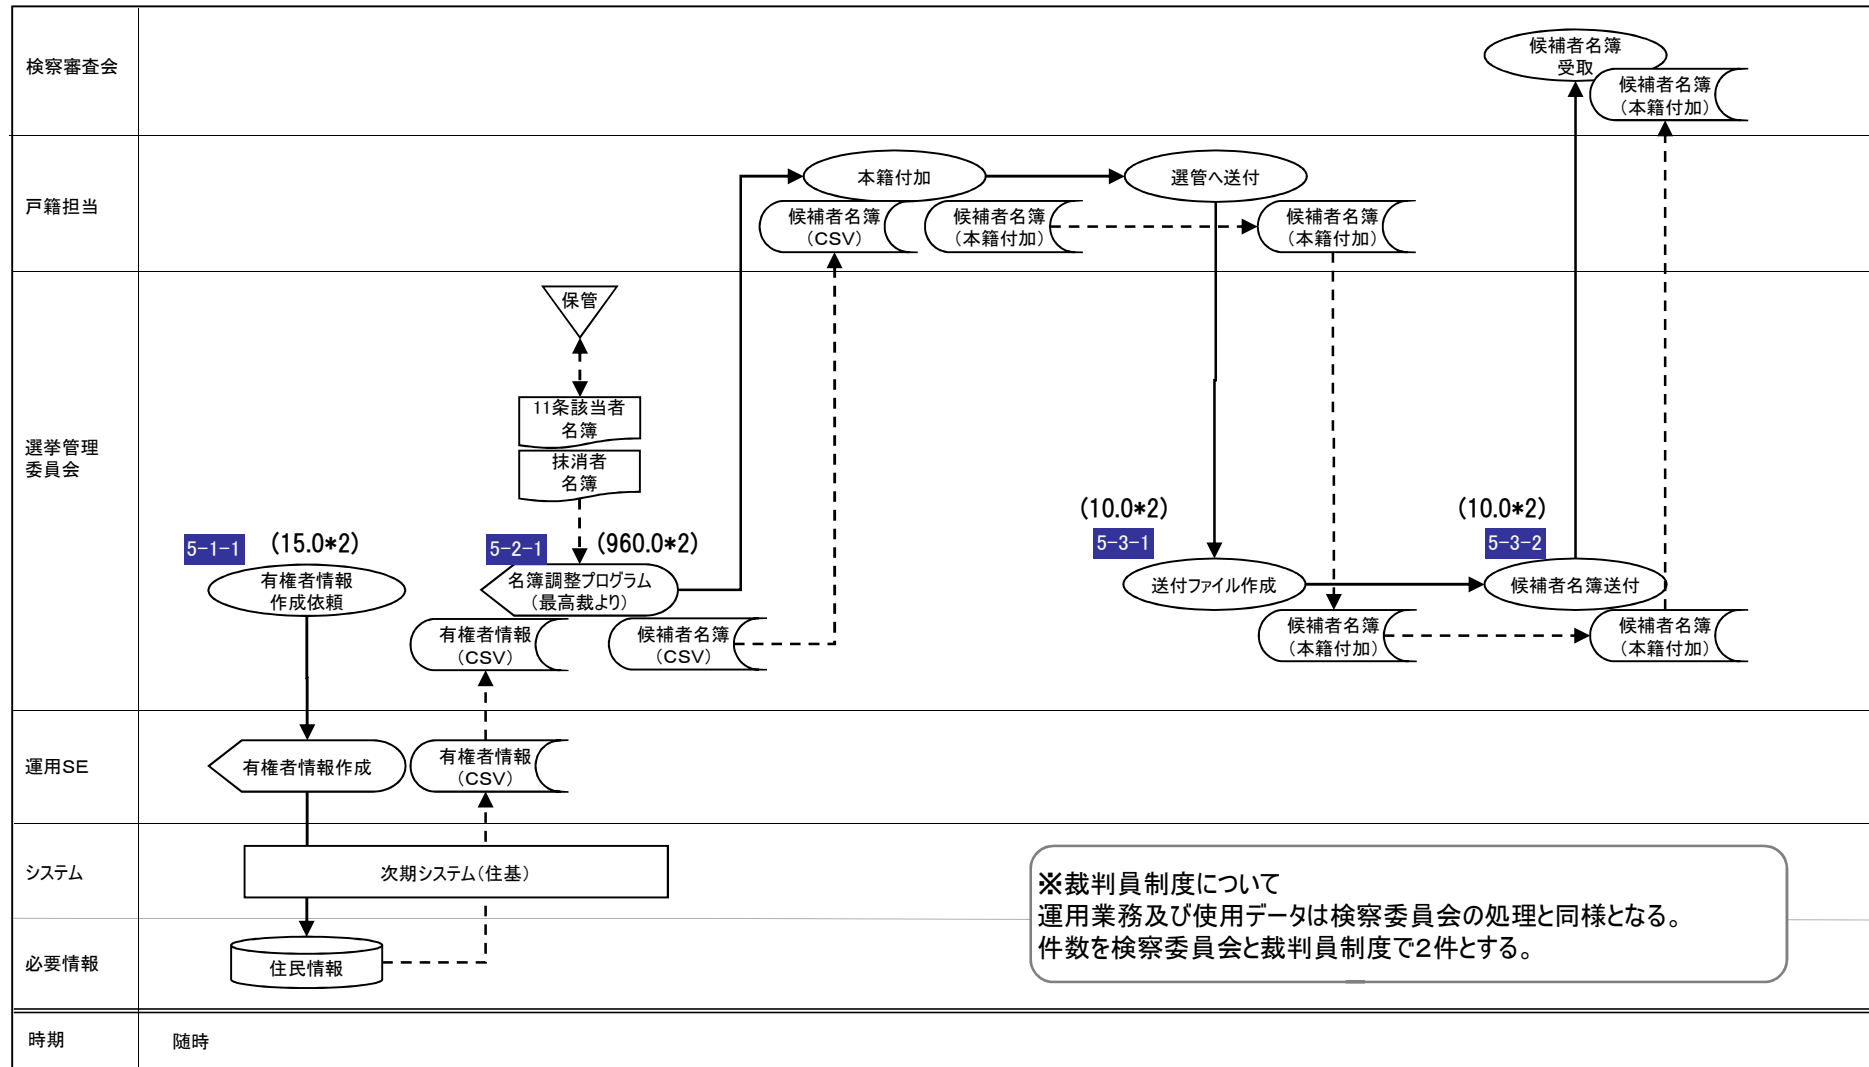 検察審査会
候補者名簿
受取
候補者名簿
（本籍付加）
戸籍担当
本籍付加
選管へ送付
候補者名簿
（CSV）
候補者名簿
（本籍付加）
候補者名簿
（本籍付加）
選挙管理
委員会
保管
11条該当者
名簿
抹消者
名簿
5-1-1
(15.0*2)
5-2-1
(960.0*2)
(10.0*2)
5-3-1
(10.0*2)
5-3-2
有権者情報
作成依頼
名簿調整プログラム
（最高裁より）
送付ファイル作成
候補者名簿送付
有権者情報
（CSV）
候補者名簿
（CSV）
候補者名簿
（本籍付加）
候補者名簿
（本籍付加）
運用SE
有権者情報作成
有権者情報
（CSV）
システム
次期システム（住基）
※裁判員制度について
運用業務及び使用データは検察委員会の処理と同様となる。
件数を検察委員会と裁判員制度で２件とする。
必要情報
住民情報
時期
随時